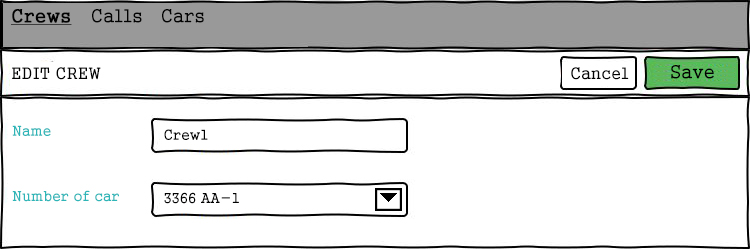 Crews Calls Cars
EDIT CREW Cancel Save
Name Crew1
Number of car 3366 AA-1